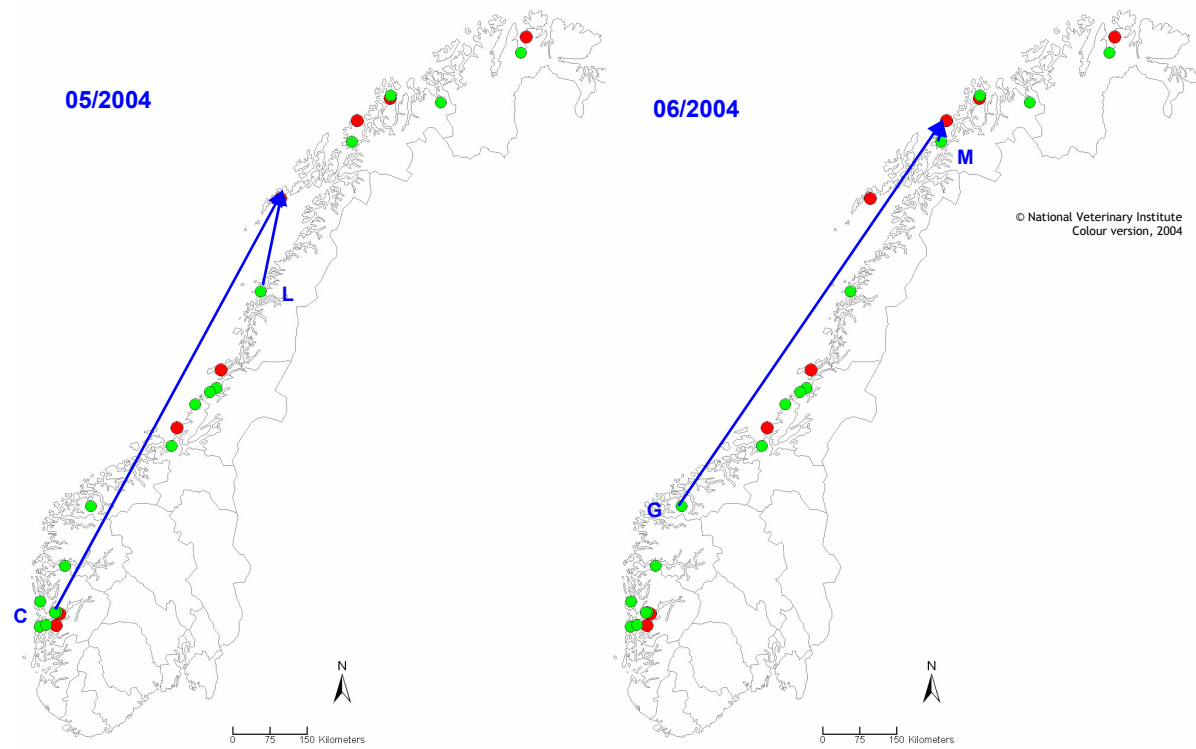 05/2004
L
C
N
0 75 150 Kilometers
06/2004
M
© National Veterinary Institute
Colour version, 2004
G
N
0 75 150 Kilometers